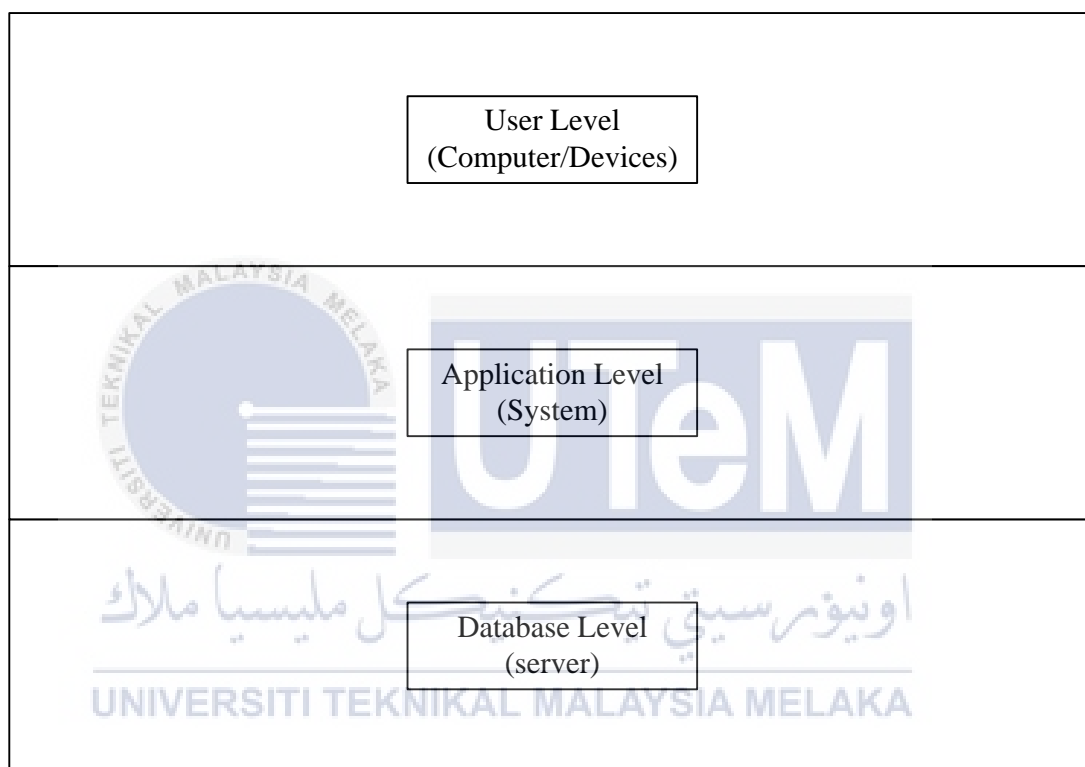 User Level
(Computer/Devices)
UNIVERSITI TEKNIKAL MALAYSIA MELAKA
UTeM
Application Level
(System)
اونيۏرسيتي تيكنيكل مليسيا ملاك
Database Level
(server)
UNIVERSITI TEKNIKAL MALAYSIA MELAKA